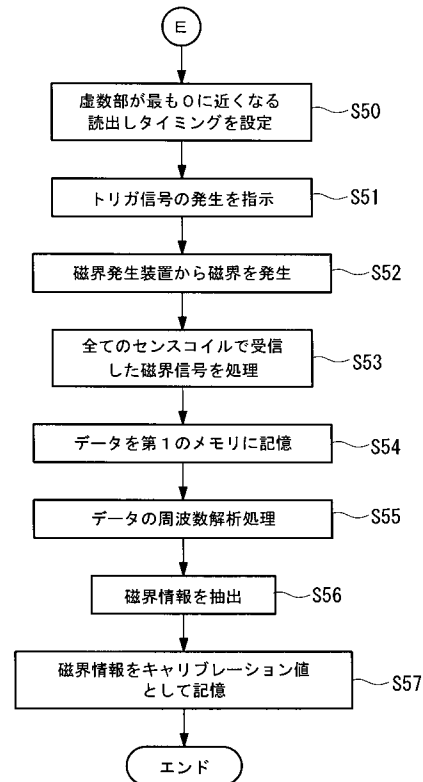 E
虚数部が最も0に近くなる
読出しタイミングを設定
S50
トリガ信号の発生を指示
S51
磁界発生装置から磁界を発生
S52
全てのセンスコイルで受信
した磁界信号を処理
S53
データを第1のメモリに記憶
S54
データの周波数解析処理
S55
磁界情報を抽出
S56
磁界情報をキャリブレーション値
として記憶
S57
エンド